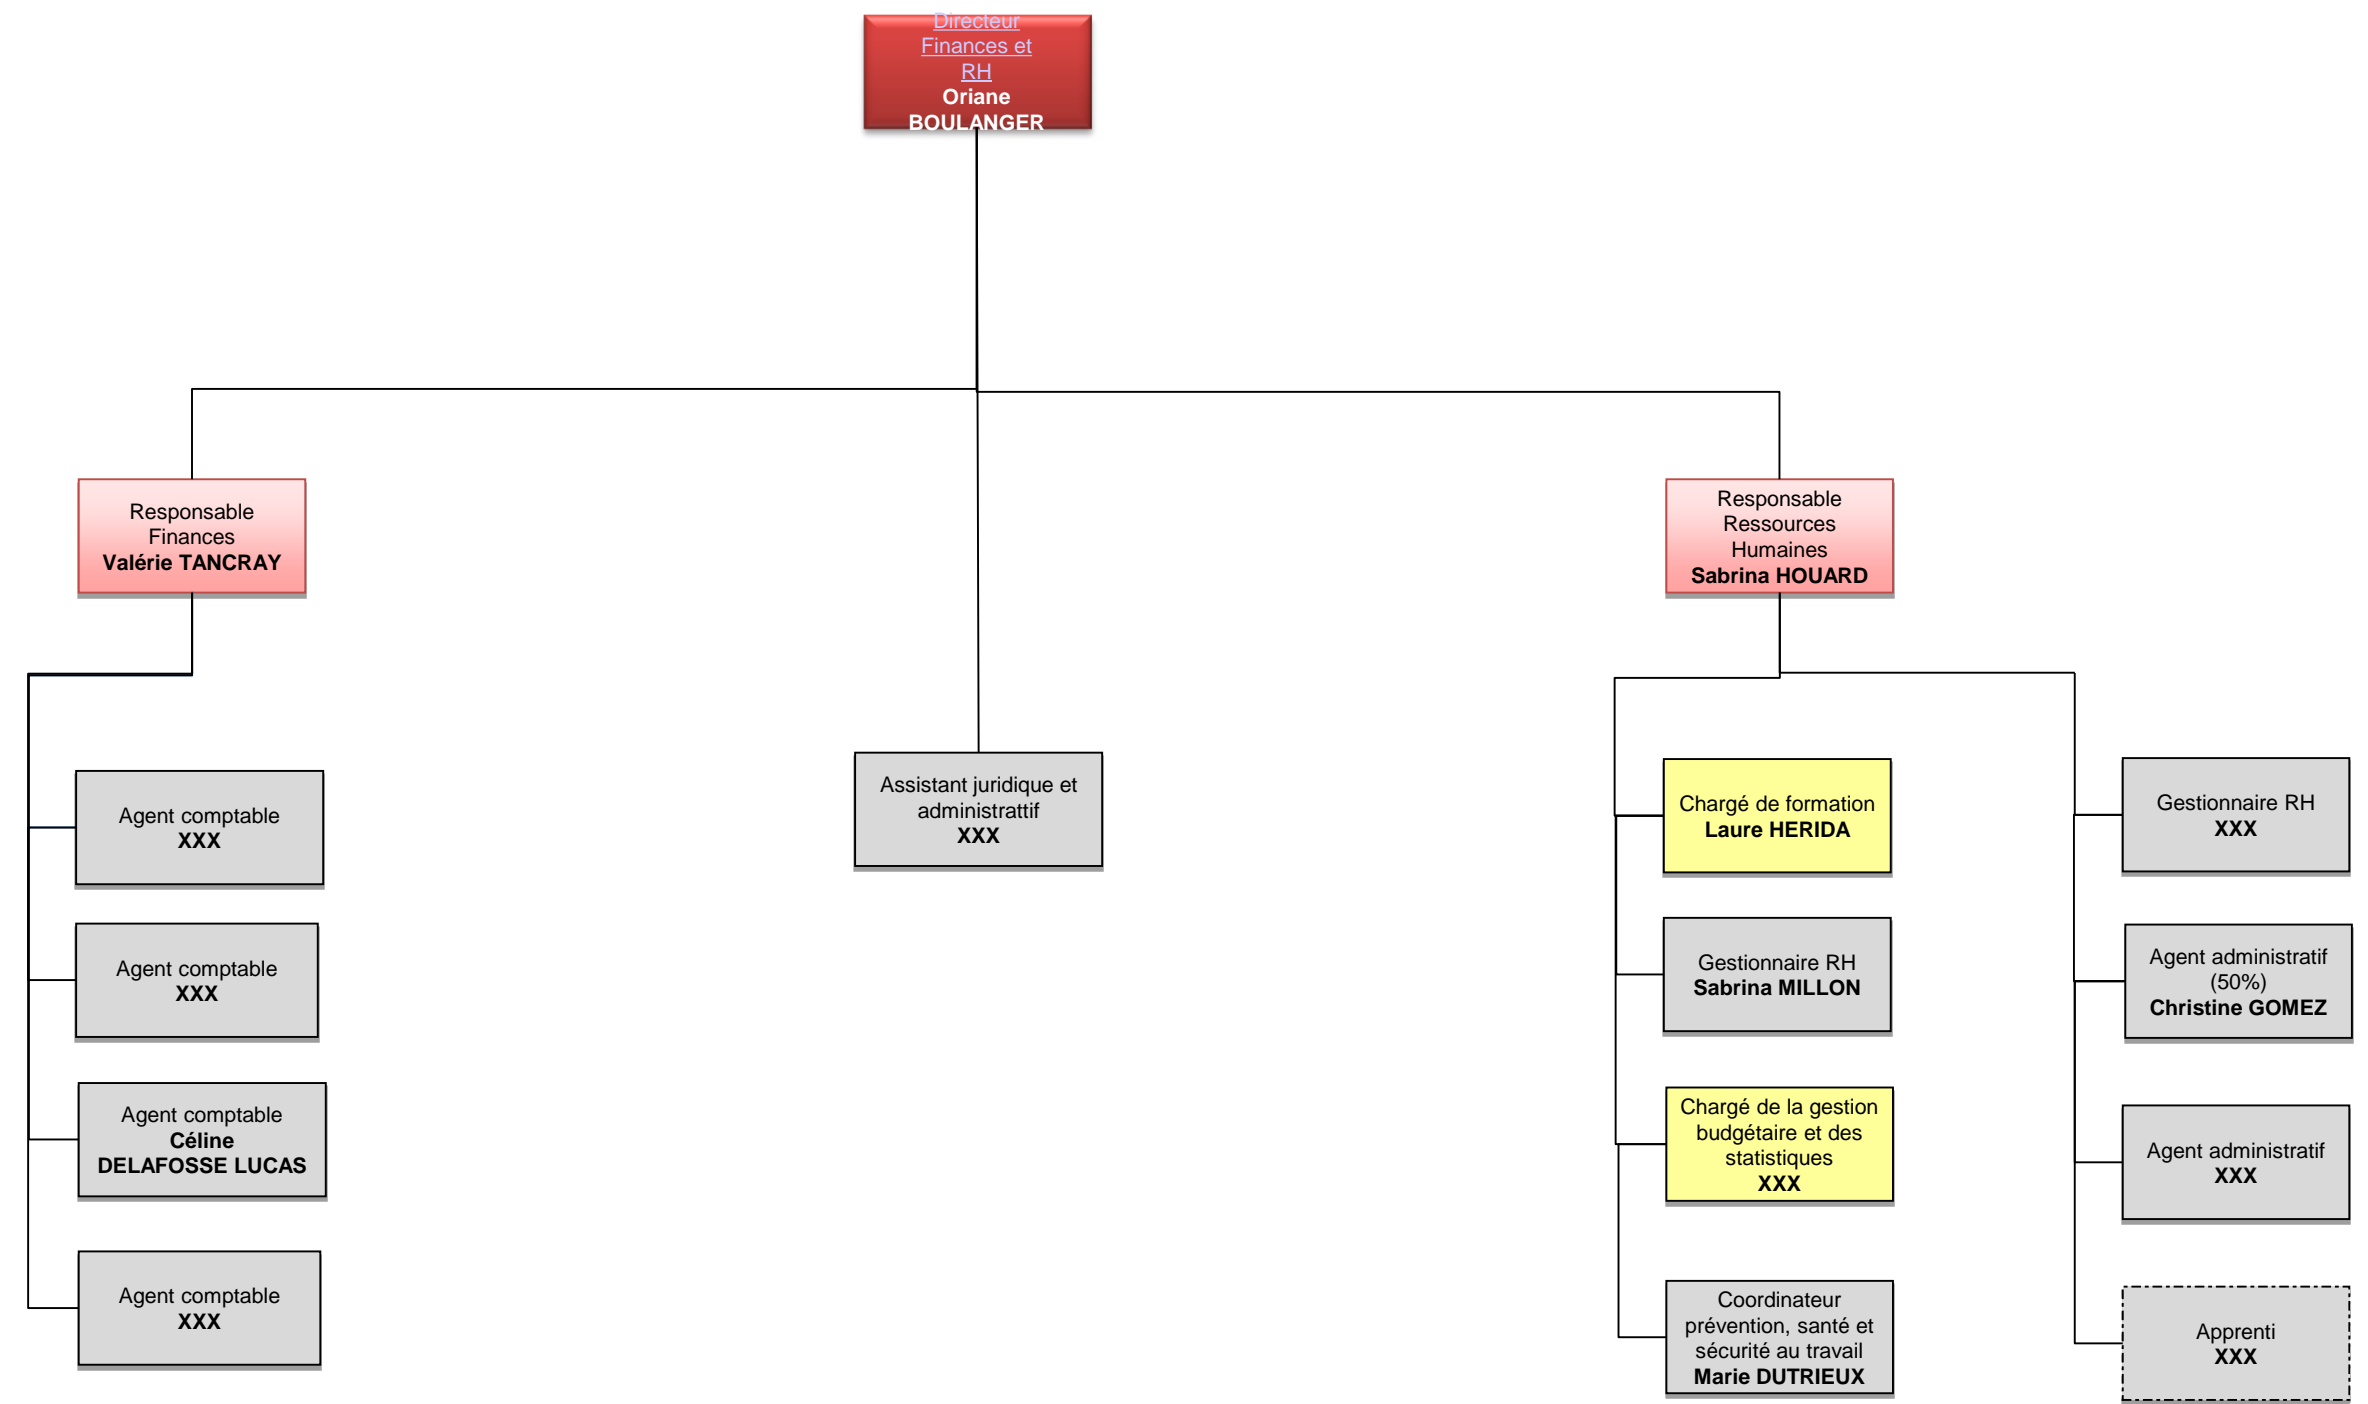 Directeur
Finances et
RH
Oriane
BOULANGER
Responsable
Finances
Valérie TANCRAY
Responsable
Ressources
Humaines
Sabrina HOUARD
Agent comptable
XXX
Agent comptable
XXX
Agent comptable
Céline
DELAFOSSE LUCAS
Agent comptable
XXX
Assistant juridique et
administrattif
XXX
Chargé de formation
Laure HERIDA
Gestionnaire RH
Sabrina MILLON
Chargé de la gestion
budgétaire et des
statistiques
XXX
Coordinateur
prévention, santé et
sécurité au travail
Marie DUTRIEUX
Gestionnaire RH
XXX
Agent administratif
(50%)
Christine GOMEZ
Agent administratif
XXX
Apprenti
XXX